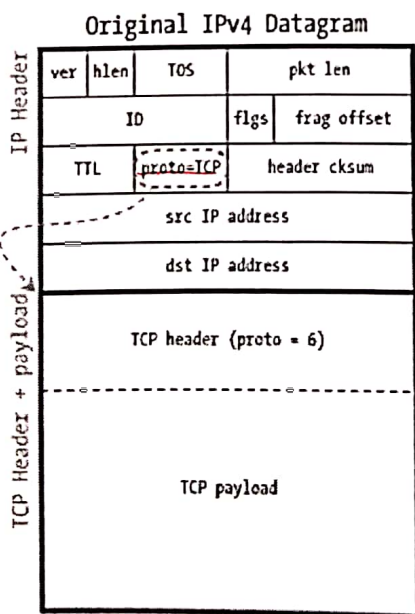 Original IPv4 Datagram
IP Header
ver hlen TOS pkt len
ID flgs frag offset
TTL proto=TCP header cksum
src IP address
dst IP address
TCP Header + payload
TCP header (proto = 6)
TCP payload